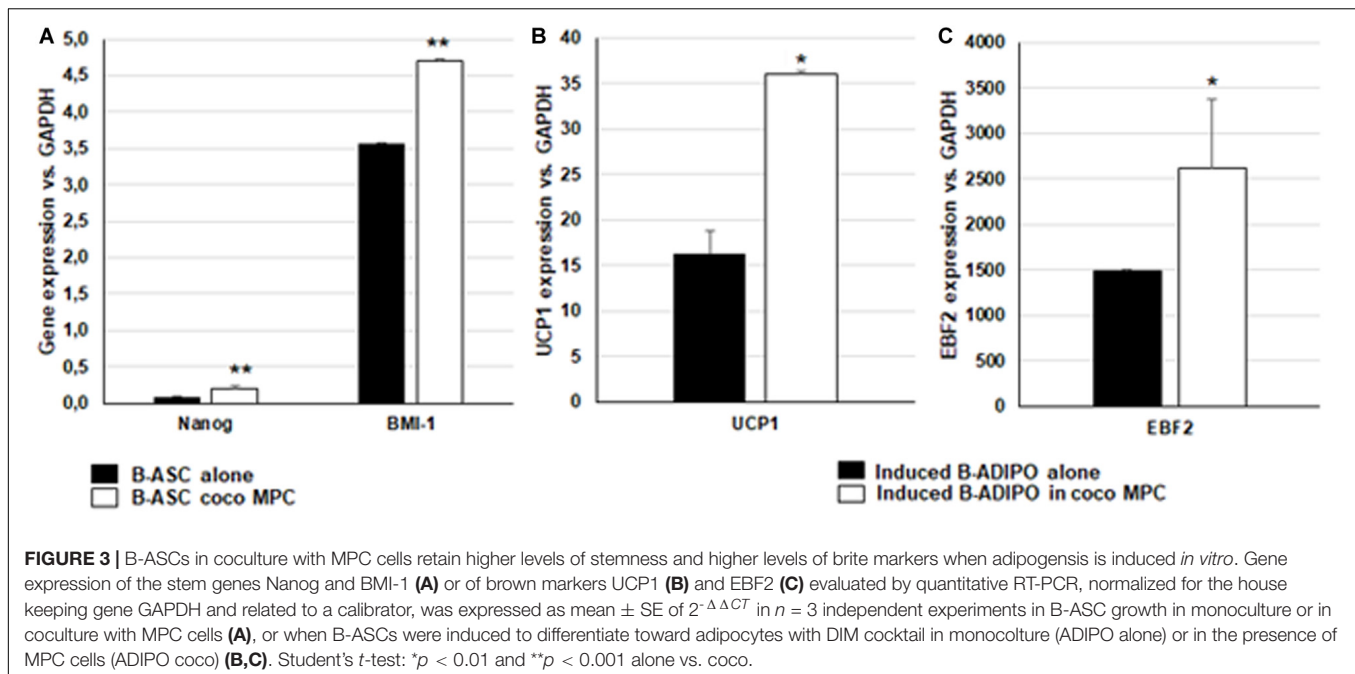 A
5,0
4,5
4,0
3,5
3,0
2,5
2,0
1,5
1,0
0,5
0,0
Gene expression vs. GAPDH
**
**
Nanog
BMI-1
B-ASC alone
B-ASC coco MPC
B
40
35
30
25
20
15
10
5
0
UCP1 expression vs. GAPDH
*
UCP1
C
4000
3500
3000
2500
2000
1500
1000
500
0
EBF2 expression vs. GAPDH
*
EBF2
Induced B-ADIPO alone
Induced B-ADIPO in coco MPC
FIGURE 3 | B-ASCs in coculture with MPC cells retain higher levels of stemness and higher levels of brite markers when adipogensis is induced in vitro. Gene
expression of the stem genes Nanog and BMI-1 (A) or of brown markers UCP1 (B) and EBF2 (C) evaluated by quantitative RT-PCR, normalized for the house
keeping gene GAPDH and related to a calibrator, was expressed as mean ± SE of 2-ΔΔCT in n = 3 independent experiments in B-ASC growth in monoculture or in
coculture with MPC cells (A), or when B-ASCs were induced to differentiate toward adipocytes with DIM cocktail in monocolture (ADIPO alone) or in the presence of
MPC cells (ADIPO coco) (B,C). Student's t-test: *p < 0.01 and **p < 0.001 alone vs. coco.